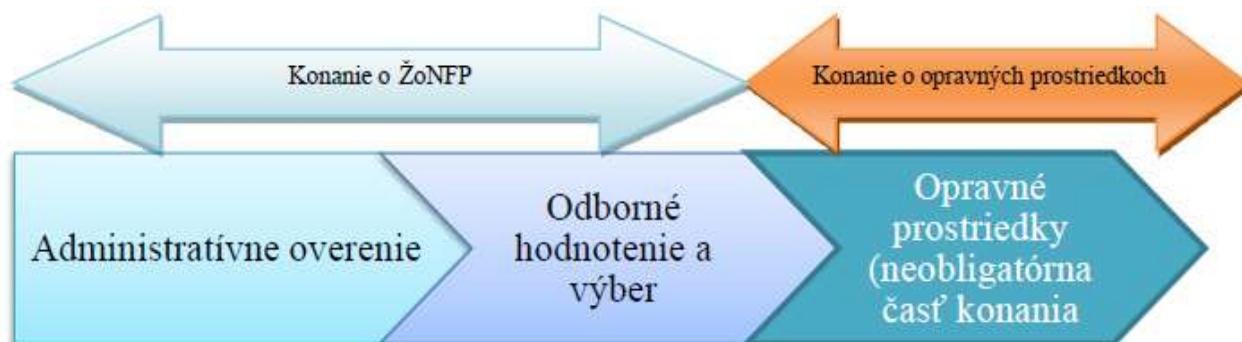 Konanie o ŽoNFP
Konanie o opravných prostriedkoch
Administratívne overenie
Odborné
hodnotenie a
výber
Opravné
prostriedky
(neobligatórna
časť konania